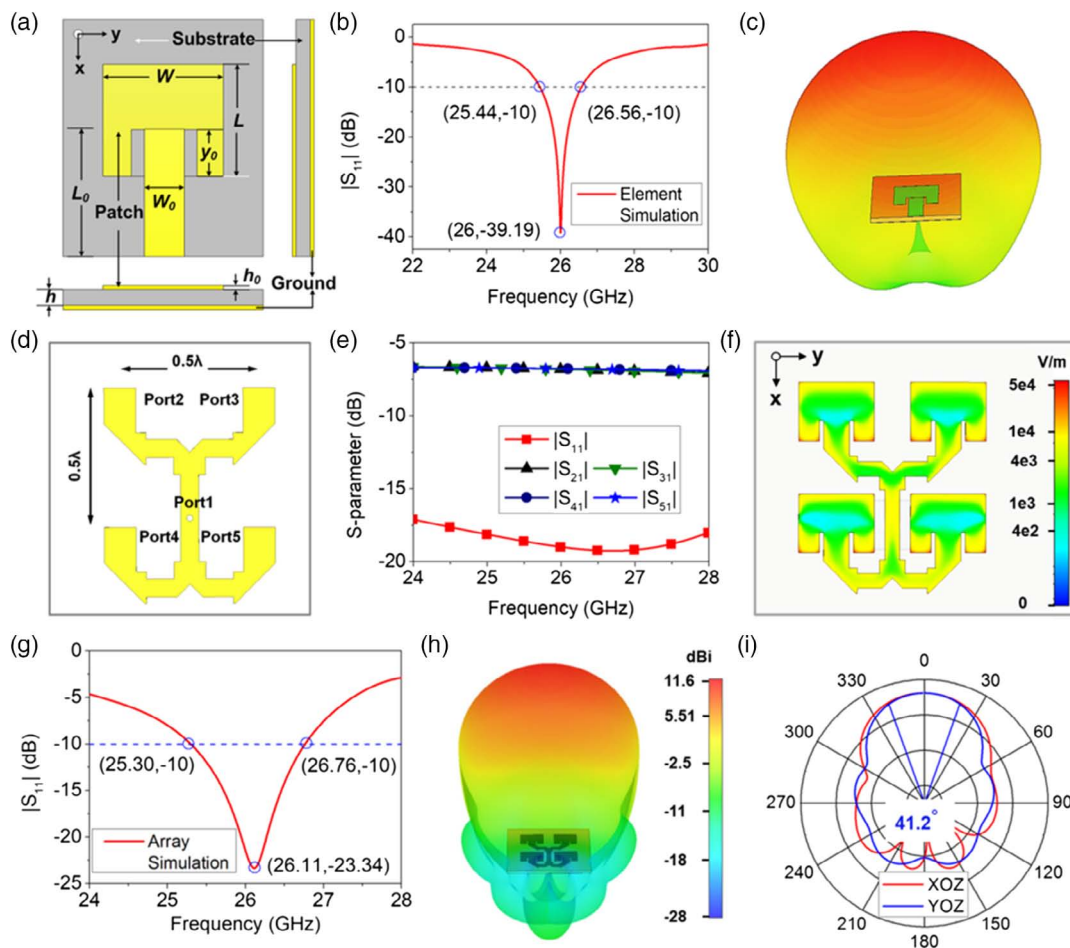 (a)
x
y
Substrate
W
L
y₀
L₀
W₀
Patch
h₀
h
Ground
(b)
0
-10
-20
-30
-40
|S₁₁| (dB)
(25.44,-10)
(26.56,-10)
(26,-39.19)
Element
Simulation
22
24
26
28
30
Frequency (GHz)
(c)
(d)
0.5λ
0.5λ
Port2
Port3
Port1
Port4
Port5
(e)
-5
-10
-15
-20
S-parameter (dB)
|S₁₁|
|S₂₁|
|S₃₁|
|S₄₁|
|S₅₁|
24
25
26
27
28
Frequency (GHz)
(f)
x
y
V/m
5e4
1e4
4e3
1e3
4e2
0
(g)
0
-5
-10
-15
-20
-25
|S₁₁| (dB)
(25.30,-10)
(26.76,-10)
(26.11,-23.34)
Array
Simulation
24
25
26
27
28
Frequency (GHz)
(h)
dBi
11.6
5.51
-2.5
-11
-18
-28
(i)
0
30
60
90
120
150
180
210
240
270
300
330
41.2°
XOZ
YOZ